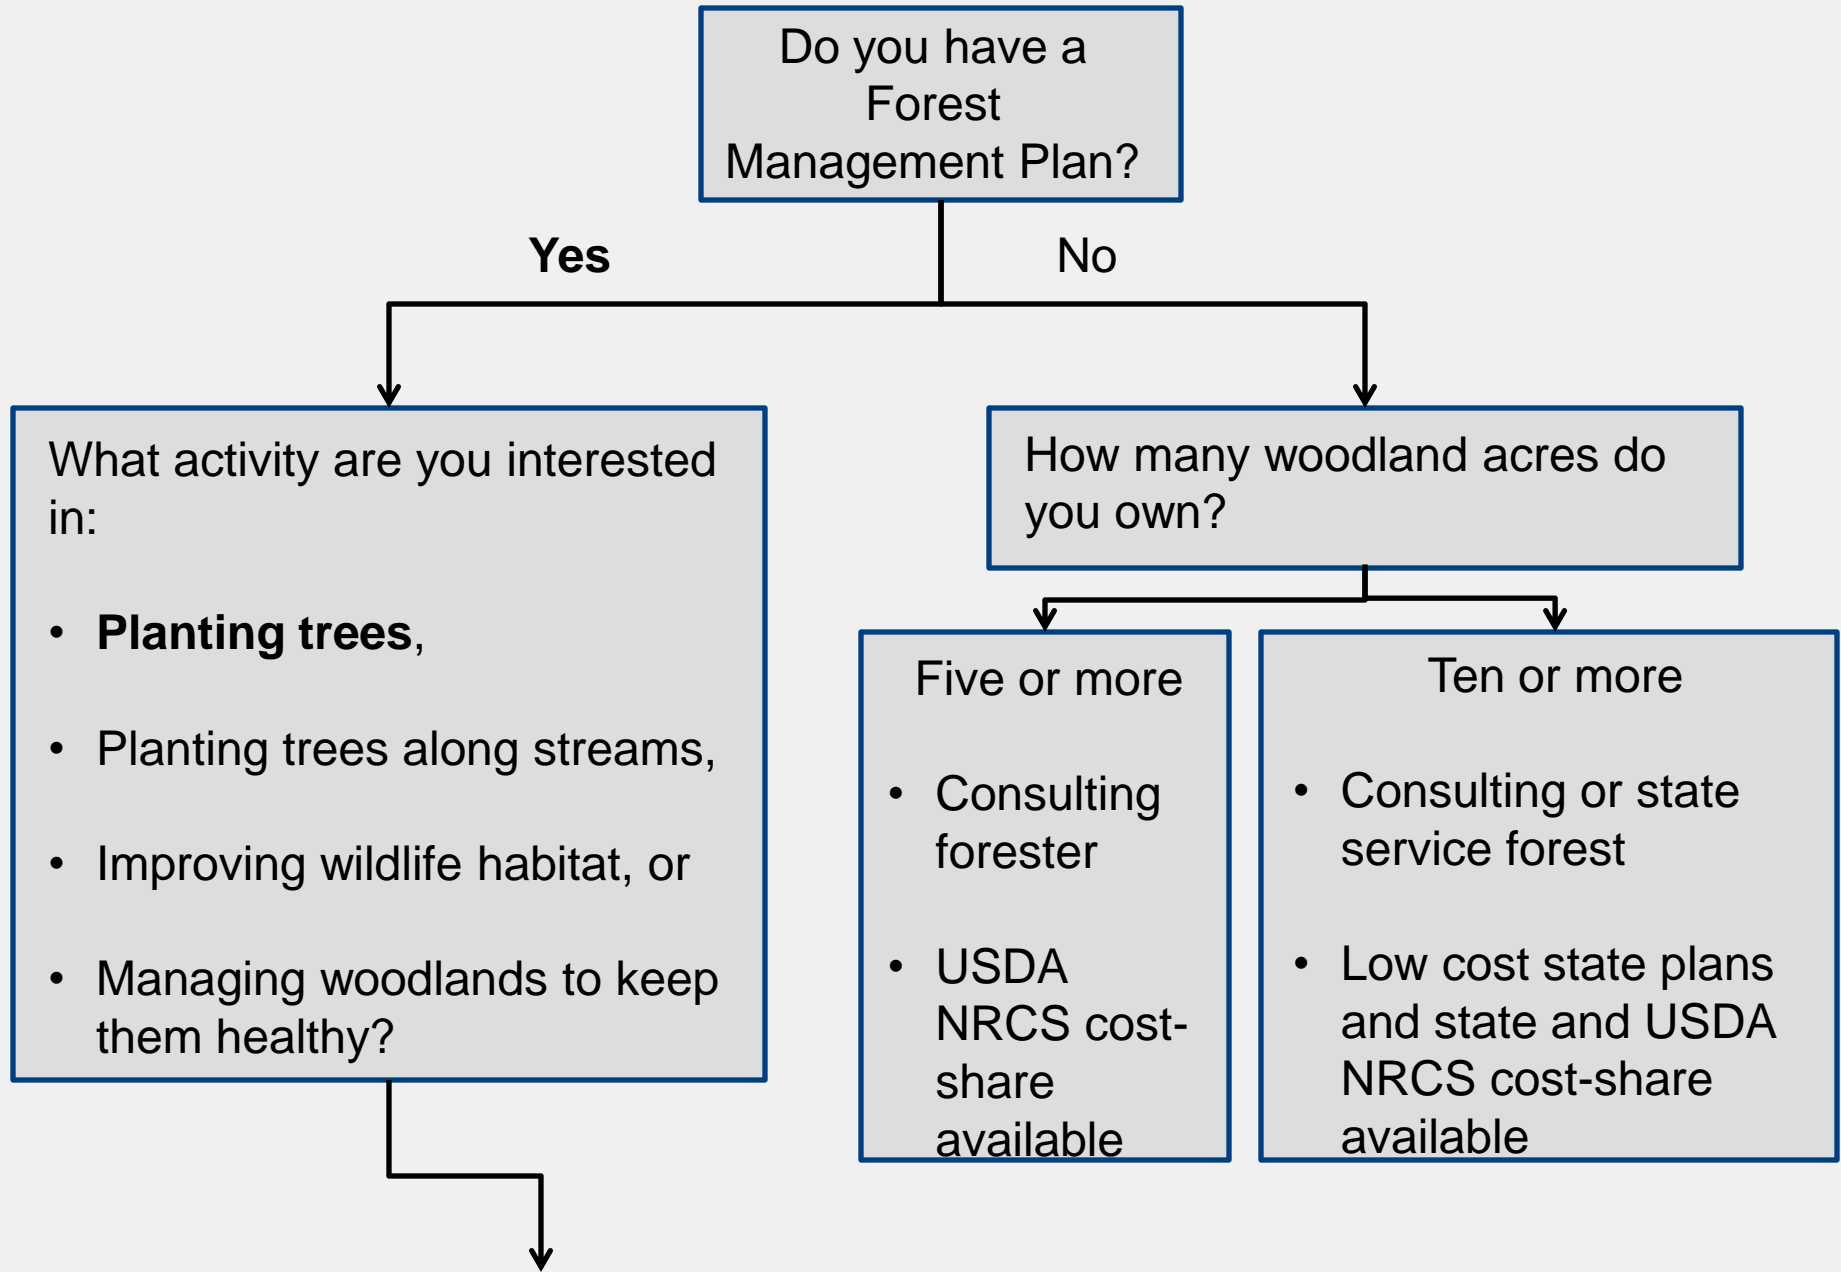 Do you have a
Forest
Management Plan?
Yes
No
What activity are you interested
in:
• Planting trees,
• Planting trees along streams,
• Improving wildlife habitat, or
• Managing woodlands to keep
them healthy?
How many woodland acres do
you own?
Five or more
• Consulting
forester
• USDA
NRCS cost-
share
available
Ten or more
• Consulting or state
service forest
• Low cost state plans
and state and USDA
NRCS cost-share
available